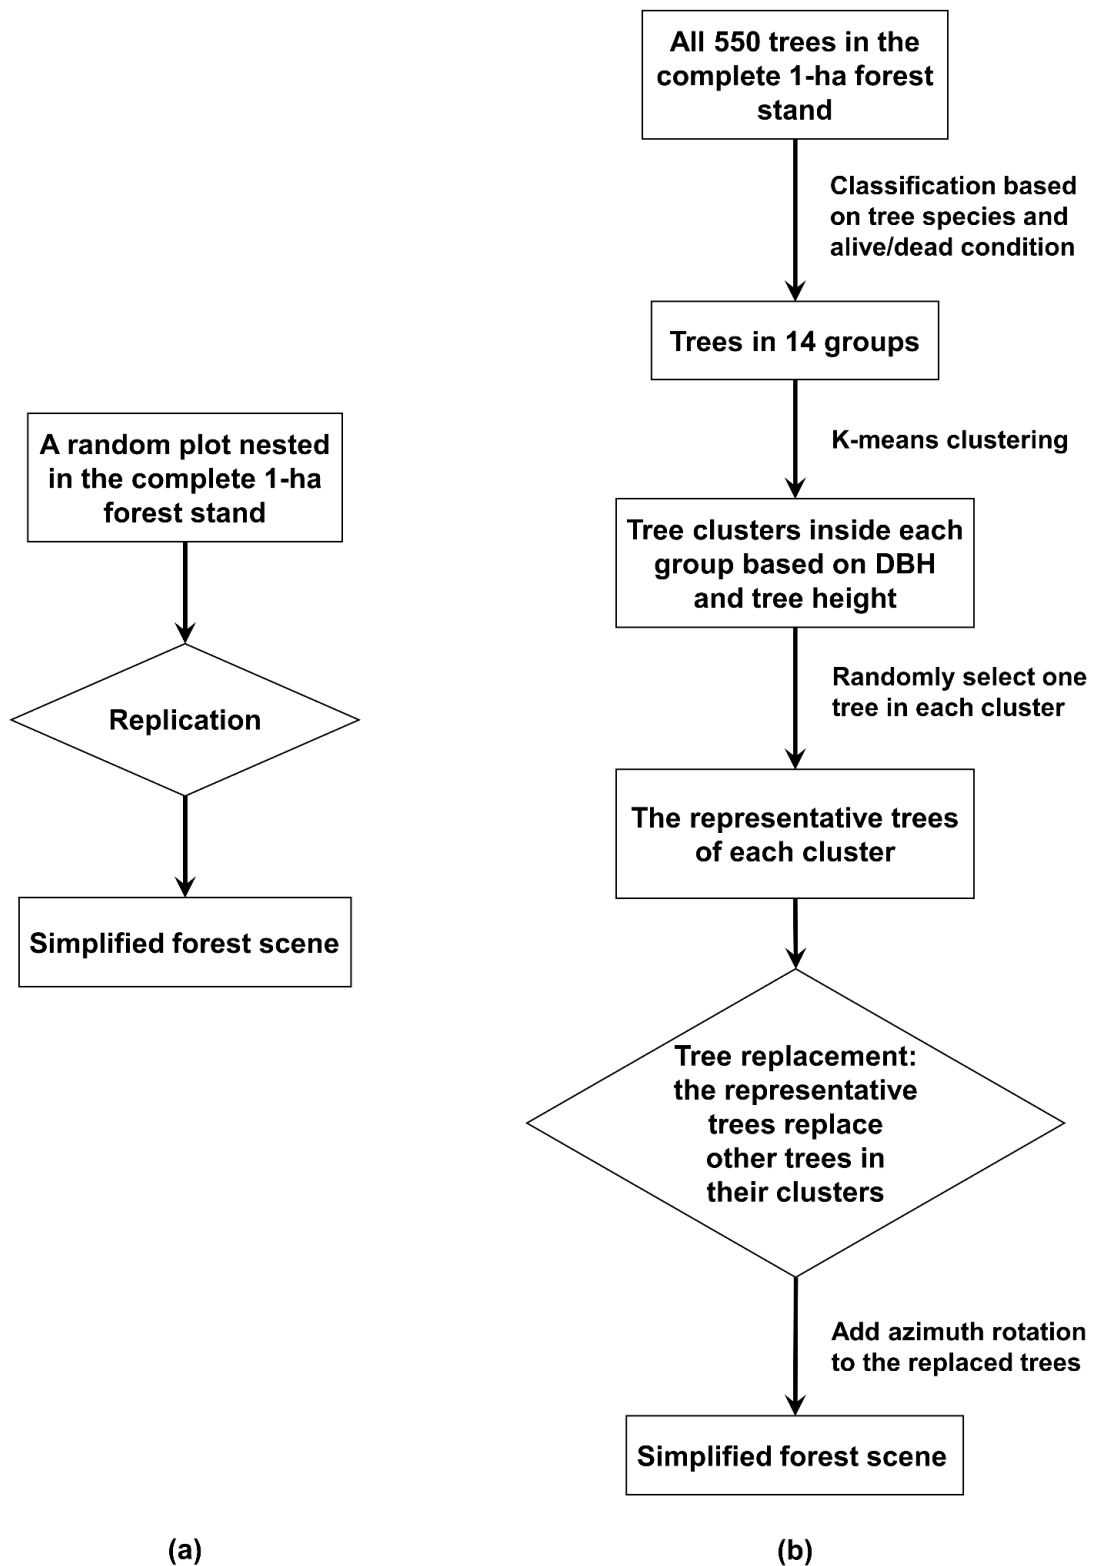 A random plot nested
in the complete 1-ha
forest stand
Replication
Simplified forest scene
(a)
All 550 trees in the
complete 1-ha forest
stand
Classification based
on tree species and
alive/dead condition
Trees in 14 groups
K-means clustering
Tree clusters inside each
group based on DBH
and tree height
Randomly select one
tree in each cluster
The representative trees
of each cluster
Tree replacement:
the representative
trees replace
other trees in
their clusters
Add azimuth rotation
to the replaced trees
Simplified forest scene
(b)